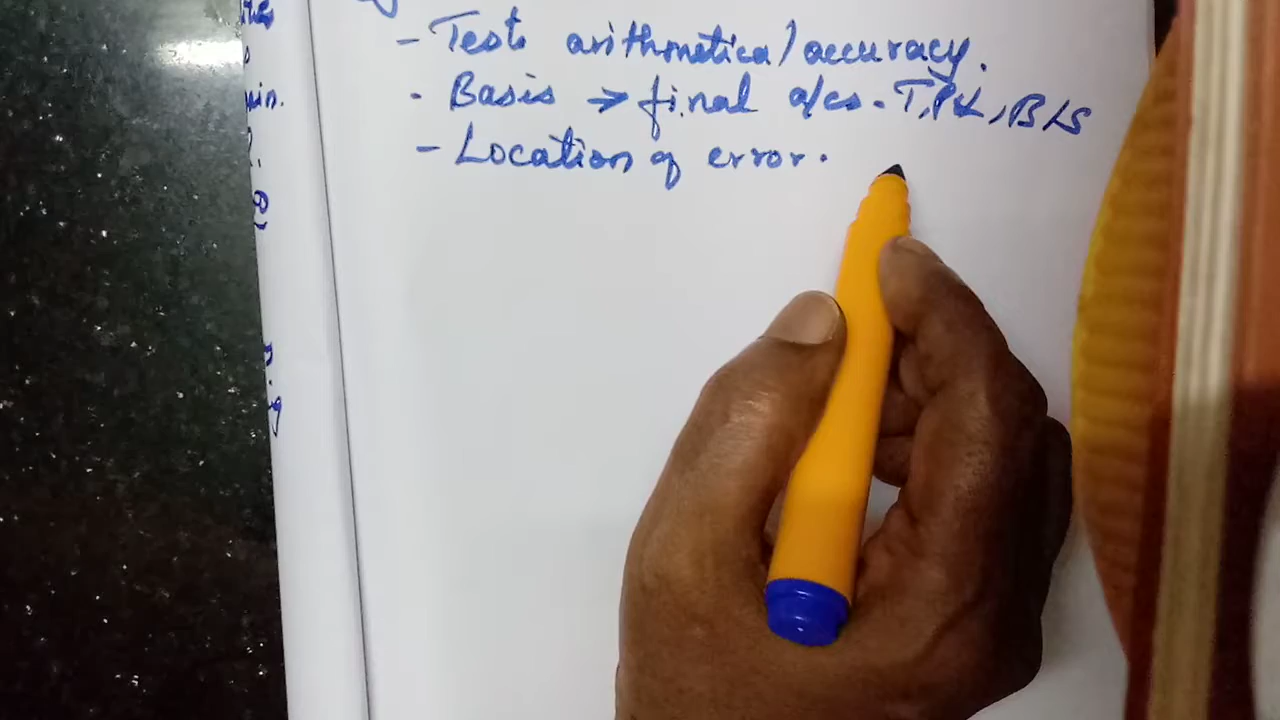 - Tests arithmetical accuracy.
- Basis → final a/cs. T, P&L, B/S
- Location of error.